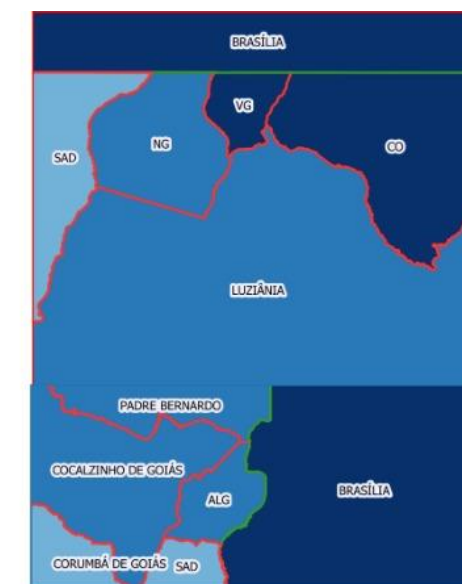 BRASÍLIA
VG
NG
CO
SAD
LUZIÂNIA
PADRE BERNARDO
COCALZINHO DE GOIÁS
BRASÍLIA
ALG
CORUMBÁ DE GOIÁS
SAD